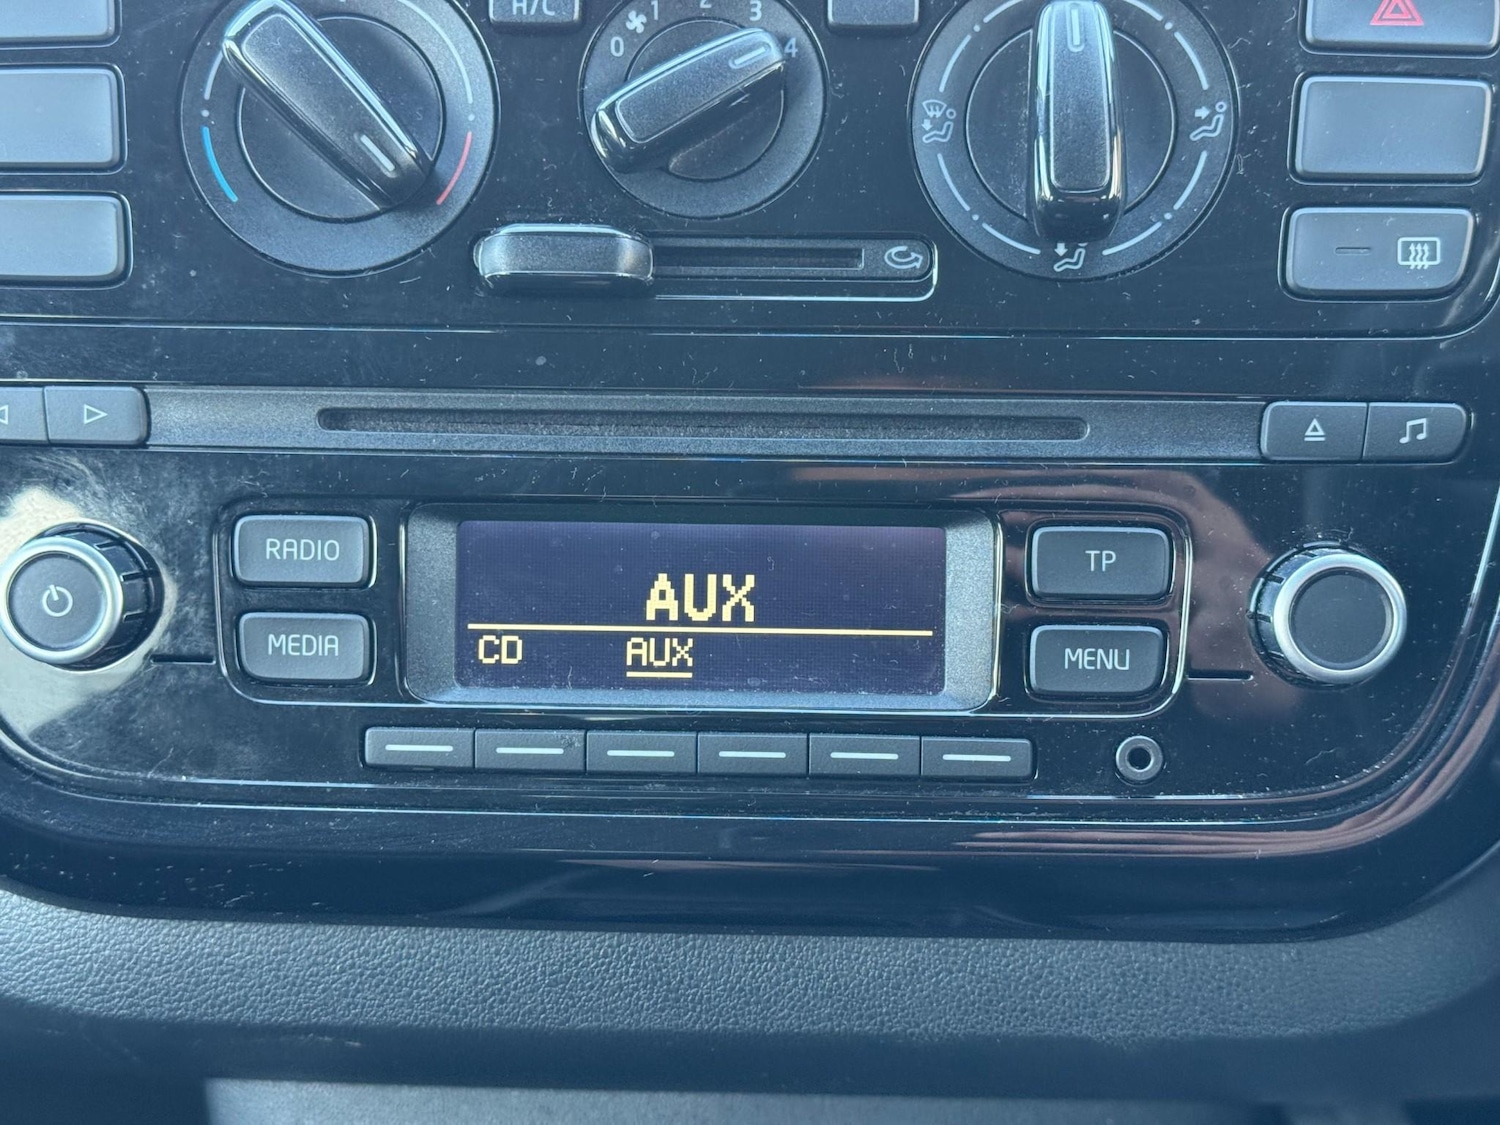 A/C
0 1 2 3 4
RADIO
MEDIA
AUX
CD AUX
TP
MENU